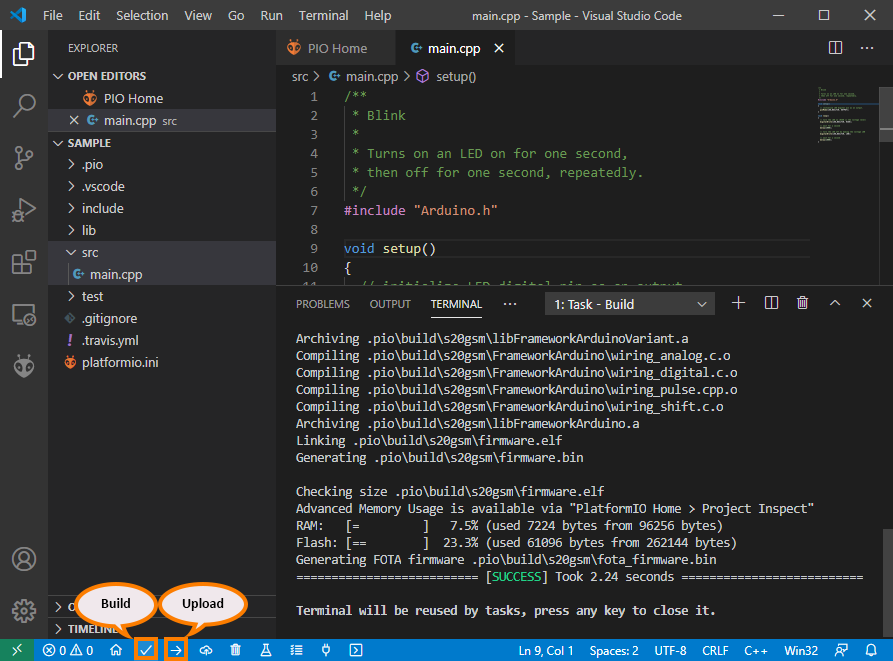 File Edit Selection View Go Run Terminal Help main.cpp - Sample - Visual Studio Code
EXPLORER
OPEN EDITORS
PIO Home
main.cpp src
SAMPLE
.pio
.vscode
include
lib
src
main.cpp
test
.gitignore
.travis.yml
platformio.ini
TIMELINE
PIO Home main.cpp
src > main.cpp > setup()
1 /**
2 * Blink
3 *
4 * Turns on an LED on for one second,
5 * then off for one second, repeatedly.
6 */
7 #include "Arduino.h"
8
9 void setup()
10 {
11 // initialize LED digital pin as an output.
PROBLEMS OUTPUT TERMINAL ··· 1: Task - Build
Archiving .pio\build\s20gsm\libFrameworkArduinoVariant.a
Compiling .pio\build\s20gsm\FrameworkArduino\wiring_analog.c.o
Compiling .pio\build\s20gsm\FrameworkArduino\wiring_digital.c.o
Compiling .pio\build\s20gsm\FrameworkArduino\wiring_pulse.cpp.o
Compiling .pio\build\s20gsm\FrameworkArduino\wiring_shift.c.o
Archiving .pio\build\s20gsm\libFrameworkArduino.a
Linking .pio\build\s20gsm\firmware.elf
Generating .pio\build\s20gsm\firmware.bin
Checking size .pio\build\s20gsm\firmware.elf
Advanced Memory Usage is available via "PlatformIO Home > Project Inspect"
RAM: [= ] 7.5% (used 7224 bytes from 96256 bytes)
Flash: [== ] 23.3% (used 61096 bytes from 262144 bytes)
Generating FOTA firmware .pio\build\s20gsm\fota_firmware.bin
========================== [SUCCESS] Took 2.24 seconds ==========================
Terminal will be reused by tasks, press any key to close it.
Build Upload
0 0 Ln 9, Col 1 Spaces: 2 UTF-8 CRLF C++ Win32